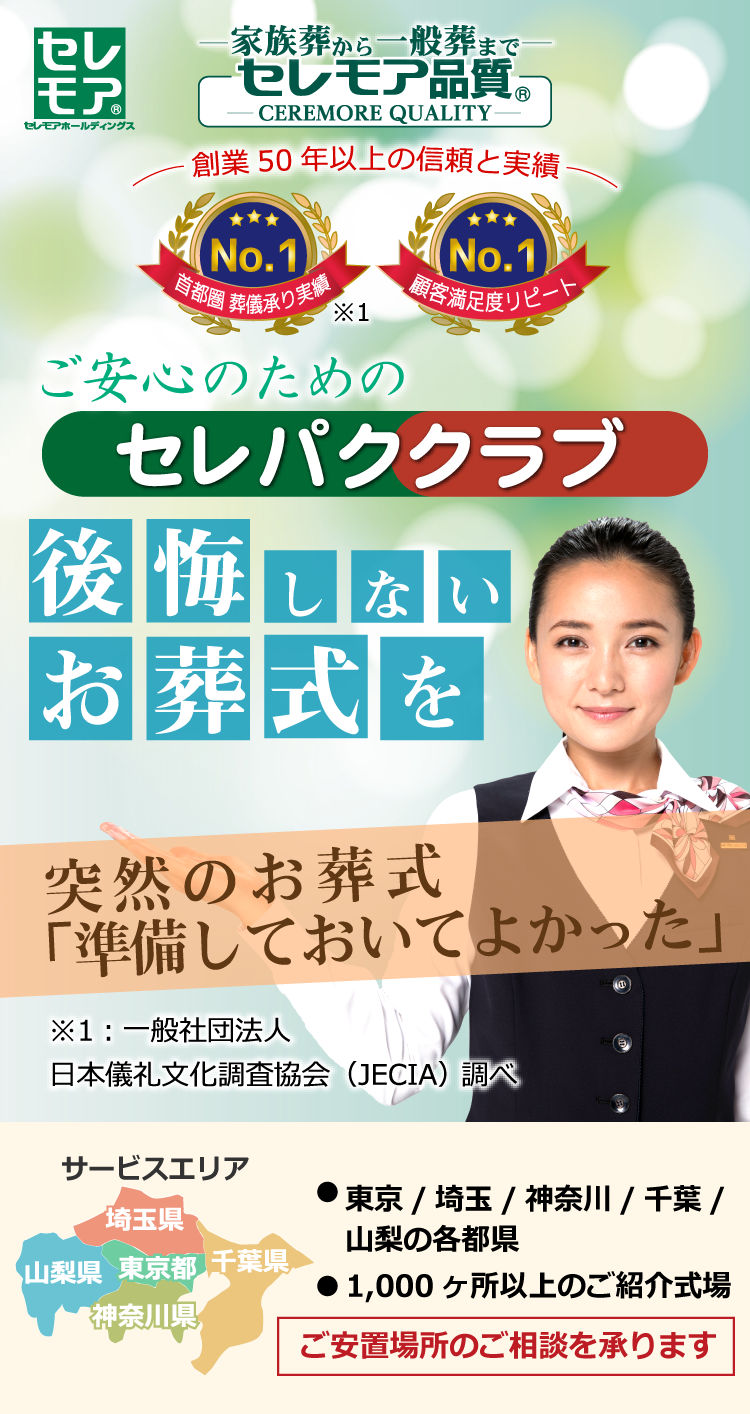 セレ
モア®
セレモアホールディングス
家族葬から一般葬まで
セレモア品質®
CEREMORE QUALITY
創業50年以上の信頼と実績
No.1
首都圏 葬儀承り実績
※1
No.1
顧客満足度リピート
ご安心のための
セレパククラブ
後悔しない
お葬式を
突然のお葬式
「準備しておいてよかった」
※1：一般社団法人
日本儀礼文化調査協会（JECIA）調べ
サービスエリア
埼玉県
山梨県
東京都
千葉県
神奈川県
● 東京 / 埼玉 / 神奈川 / 千葉 /
山梨の各都県
● 1,000 ヶ所以上のご紹介式場
ご安置場所のご相談を承ります